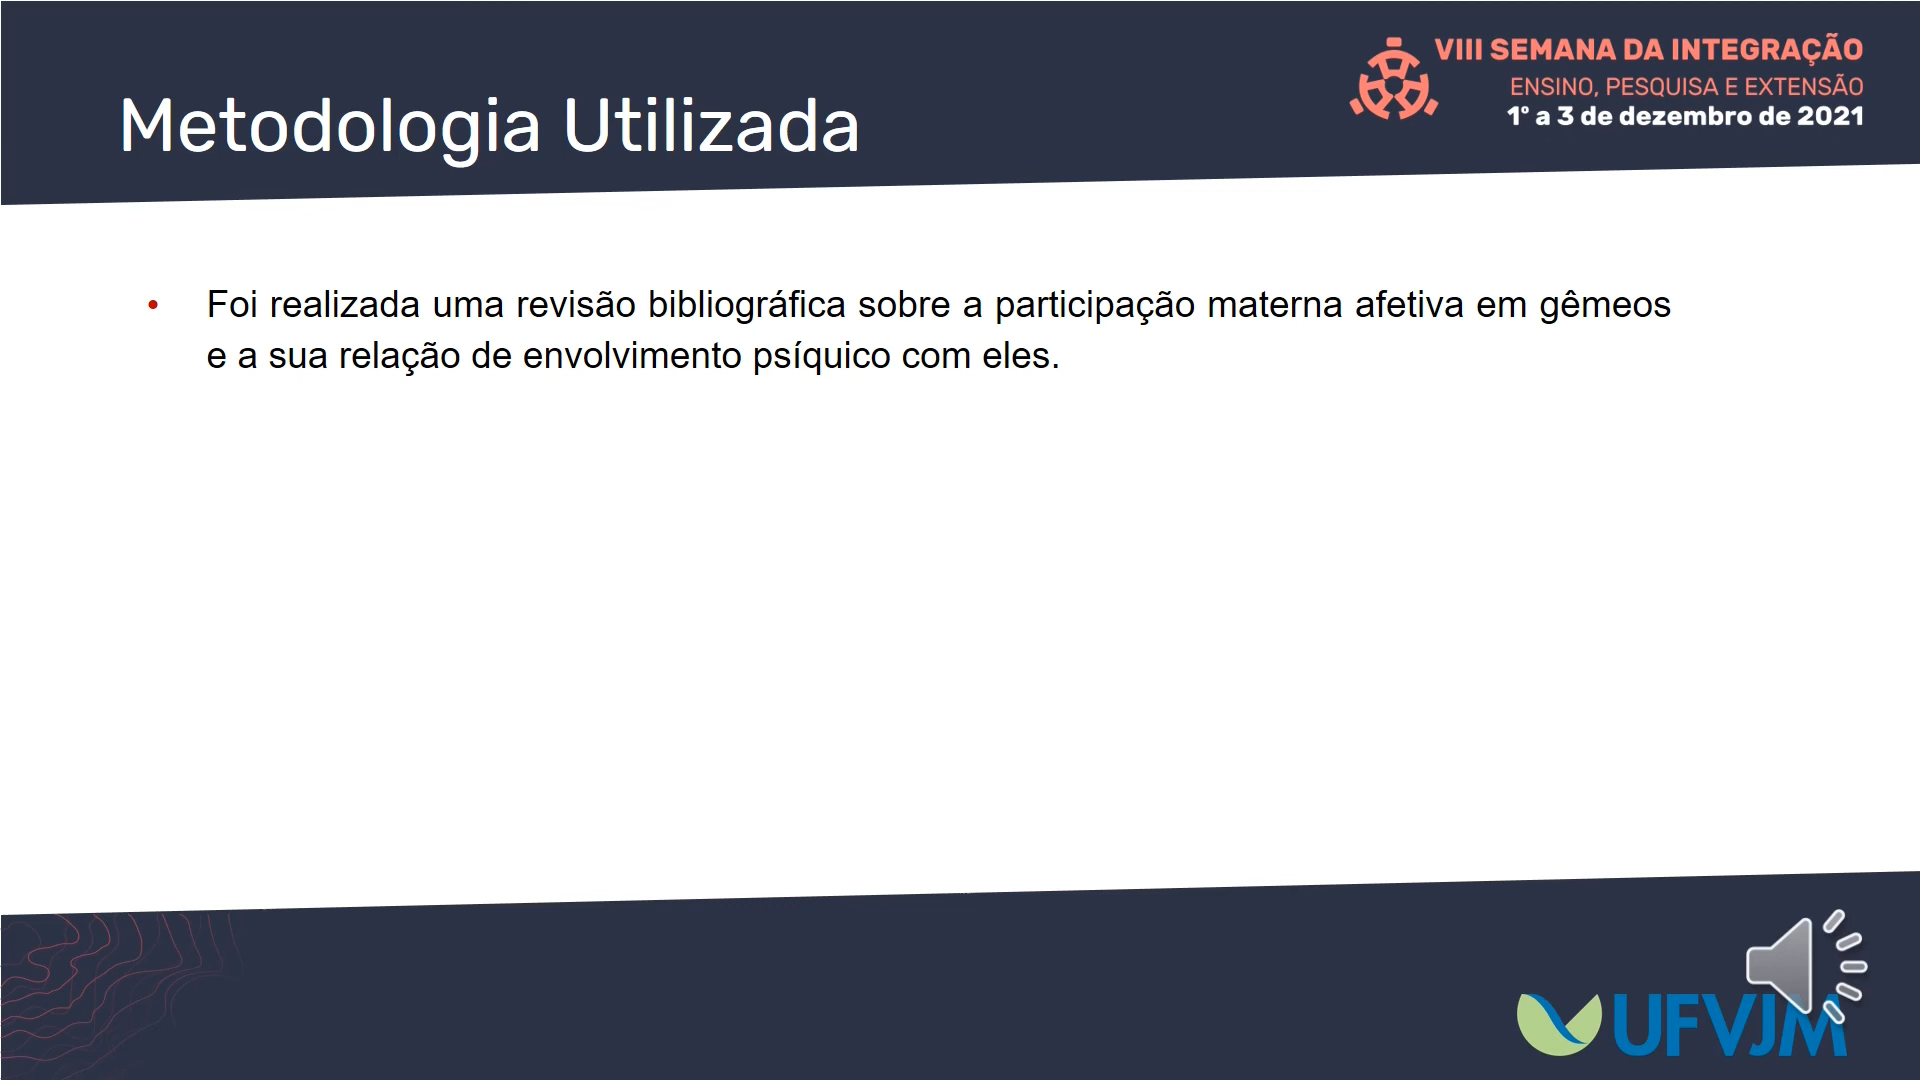 VIII SEMANA DA INTEGRAÇÃO
ENSINO, PESQUISA E EXTENSÃO
1º a 3 de dezembro de 2021
Metodologia Utilizada
• Foi realizada uma revisão bibliográfica sobre a participação materna afetiva em gêmeos
e a sua relação de envolvimento psíquico com eles.
UFVJM